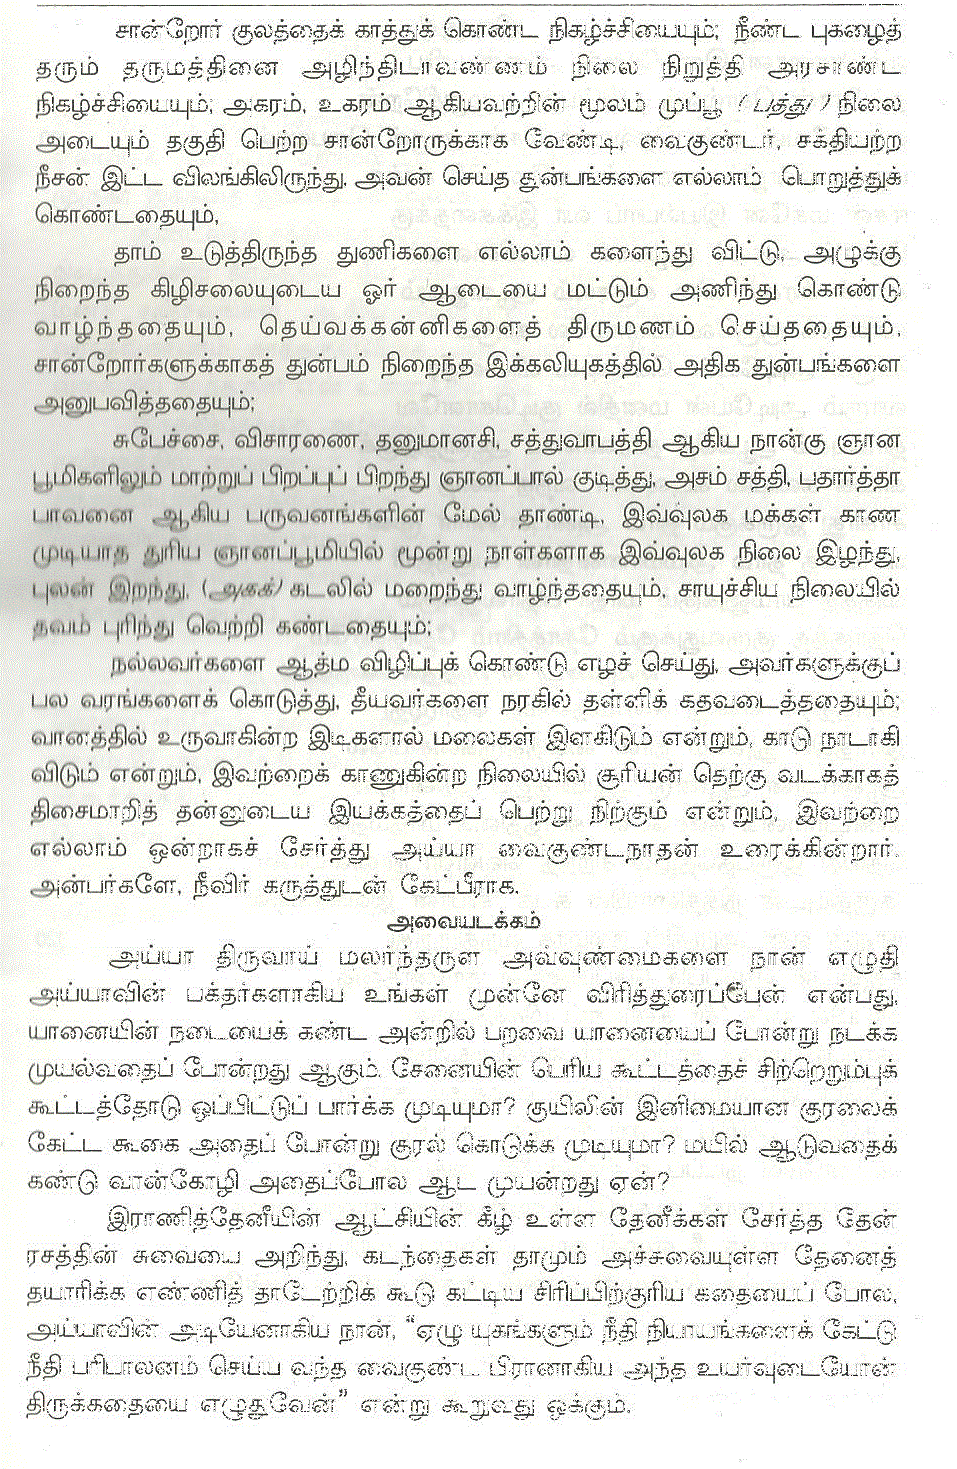 சான்றோர் குலத்தைக் காத்துக் கொண்ட நிகழ்ச்சியையும்; நீண்ட புகழைத்
தரும் தருமத்தினை அழிந்திடாவண்ணம் நிலை நிறுத்தி அரசாண்ட
நிகழ்ச்சியையும்; அகரம், உகரம் ஆகியவற்றின் மூலம் முப்பூ (பத்து) நிலை
அடையும் தகுதி பெற்ற சான்றோருக்காக வேண்டி, வைகுண்டர், சக்தியற்ற
நீசன் இட்ட விலங்கிலிருந்து, அவன் செய்த துன்பங்களை எல்லாம் பொறுத்துக்
கொண்டதையும்,
தாம் உடுத்திருந்த துணிகளை எல்லாம் களைந்து விட்டு, அழுக்கு
நிறைந்த கிழிசலையுடைய ஓர் ஆடையை மட்டும் அணிந்து கொண்டு
வாழ்ந்ததையும், தெய்வக்கன்னிகளைத் திருமணம் செய்ததையும்,
சான்றோர்களுக்காகத் துன்பம் நிறைந்த இக்கலியுகத்தில் அதிக துன்பங்களை
அனுபவித்ததையும்;
சுபேச்சை, விசாரணை, தனுமானசி, சத்துவாபத்தி ஆகிய நான்கு ஞான
பூமிகளிலும் மாற்றுப் பிறப்புப் பிறந்து ஞானப்பால் குடித்து, அசம் சத்தி, பதார்த்தா
பாவனை ஆகிய பருவனங்களின் மேல் தாண்டி, இவ்வுலக மக்கள் காண
முடியாத துரிய ஞானப்பூமியில் மூன்று நாள்களாக இவ்வுலக நிலை இழந்து,
புலன் இறந்து, (அகக்) கடலில் மறைந்து வாழ்ந்ததையும், சாயுச்சிய நிலையில்
தவம் புரிந்து வெற்றி கண்டதையும்;
நல்லவர்களை ஆத்ம விழிப்புக் கொண்டு எழச் செய்து, அவர்களுக்குப்
பல வரங்களைக் கொடுத்து, தீயவர்களை நரகில் தள்ளிக் கதவடைத்ததையும்;
வானத்தில் உருவாகின்ற இடிகளால் மலைகள் இளகிடும் என்றும், காடு நாடாகி
விடும் என்றும், இவற்றைக் காணுகின்ற நிலையில் சூரியன் தெற்கு வடக்காகத்
திசைமாறித் தன்னுடைய இயக்கத்தைப் பெற்று நிற்கும் என்றும், இவற்றை
எல்லாம் ஒன்றாகச் சேர்த்து அய்யா வைகுண்டநாதன் உரைக்கின்றார்.
அன்பர்களே, நீவிர் கருத்துடன் கேட்பீராக.
அவையடக்கம்
அய்யா திருவாய் மலர்ந்தருள அவ்வுண்மைகளை நான் எழுதி
அய்யாவின் பக்தர்களாகிய உங்கள் முன்னே விரித்துரைப்பேன் என்பது,
யானையின் நடையைக் கண்ட அன்றில் பறவை யானையைப் போன்று நடக்க
முயல்வதைப் போன்றது ஆகும். சேனையின் பெரிய கூட்டத்தைச் சிற்றெறும்புக்
கூட்டத்தோடு ஒப்பிட்டுப் பார்க்க முடியுமா? குயிலின் இனிமையான குரலைக்
கேட்ட கூகை அதைப் போன்று குரல் கொடுக்க முடியுமா? மயில் ஆடுவதைக்
கண்டு வான்கோழி அதைப்போல ஆட முயன்றது ஏன்?
இராணித்தேனீயின் ஆட்சியின் கீழ் உள்ள தேனீக்கள் சேர்த்த தேன்
ரசத்தின் சுவையை அறிந்து, கடந்தைகள் தாமும் அச்சுவையுள்ள தேனைத்
தயாரிக்க எண்ணித் தாடேற்றிக் கூடு கட்டிய சிரிப்பிற்குரிய கதையைப் போல,
அய்யாவின் அடியேனாகிய நான், “ஏழு யுகங்களும் நீதி நியாயங்களைக் கேட்டு
நீதி பரிபாலனம் செய்ய வந்த வைகுண்ட பிரானாகிய அந்த உயர்வுடையோன்
திருக்கதையை எழுதுவேன்” என்று கூறுவது ஒக்கும்.